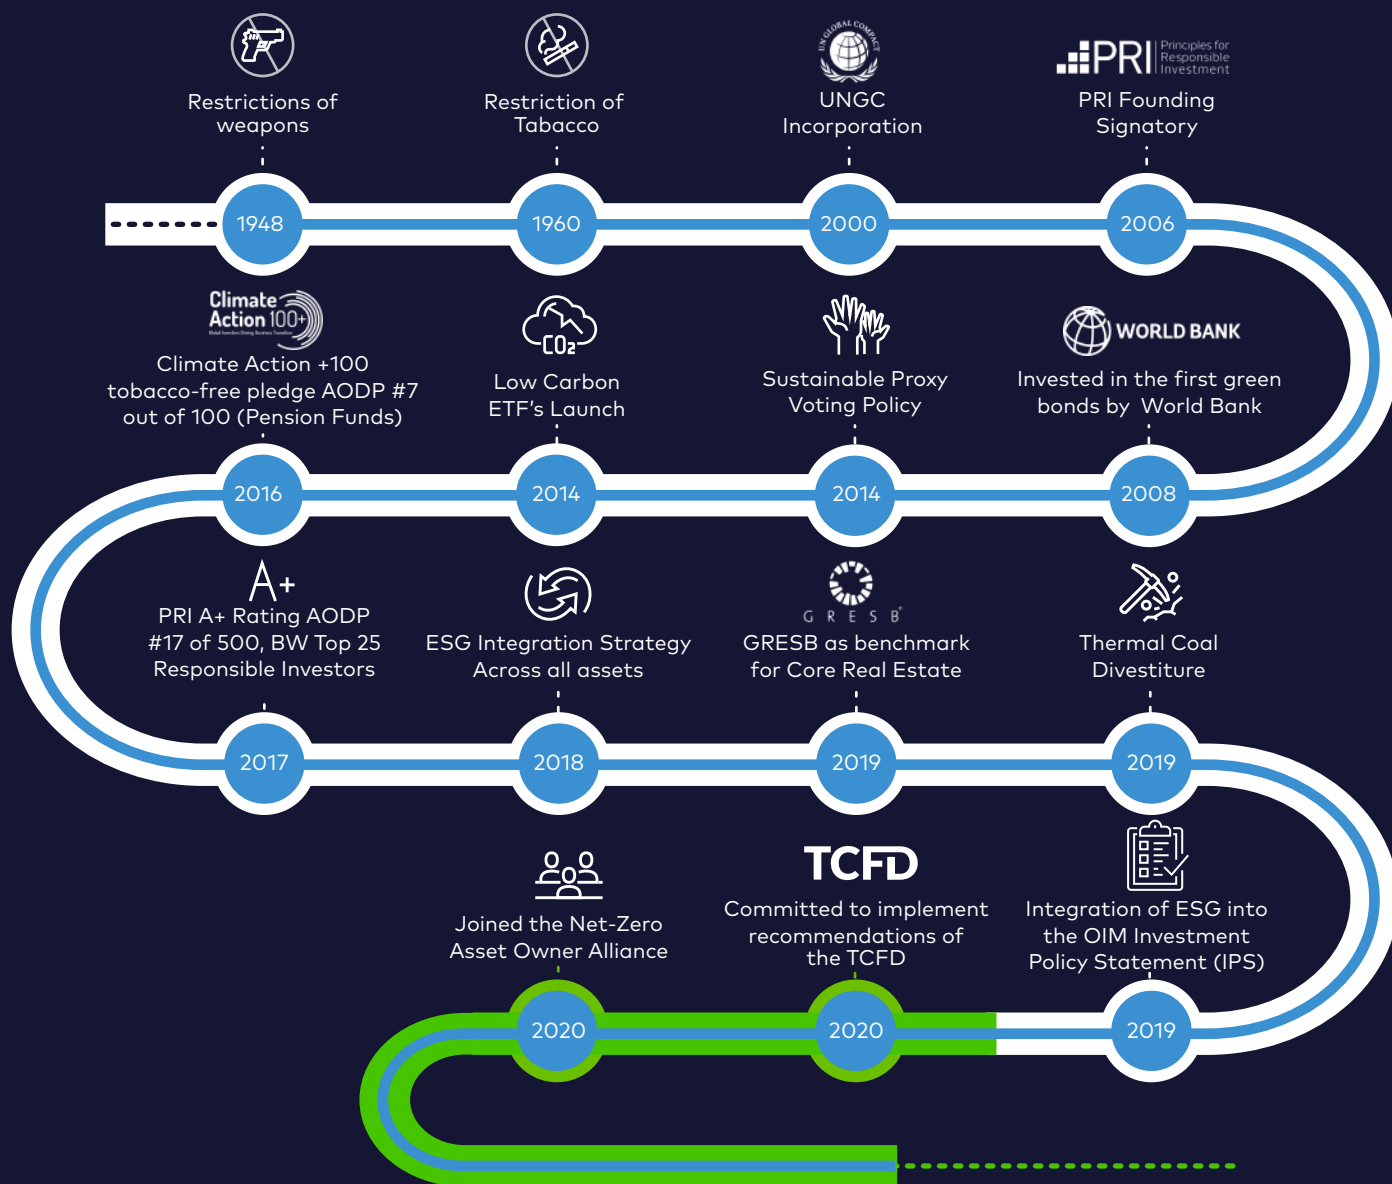 UN GLOBAL COMPACT
PRI
Principles for
Responsible
Investment
Restrictions of
weapons
Restriction of
Tabacco
UNGC
Incorporation
PRI Founding
Signatory
1948
1960
2000
2006
Climate
Action 100+
Climate Action +100
tobacco-free pledge AODP #7
out of 100 (Pension Funds)
CO2
Low Carbon
ETF's Launch
Sustainable Proxy
Voting Policy
WORLD BANK
Invested in the first green
bonds by World Bank
2016
2014
2014
2008
A+
PRI A+ Rating AODP
#17 of 500, BW Top 25
Responsible Investors
ESG Integration Strategy
Across all assets
GRESB
GRESB as benchmark
for Core Real Estate
Thermal Coal
Divestiture
2017
2018
2019
2019
Joined the Net-Zero
Asset Owner Alliance
TCFD
Committed to implement
recommendations of
the TCFD
Integration of ESG into
the OIM Investment
Policy Statement (IPS)
2020
2020
2019